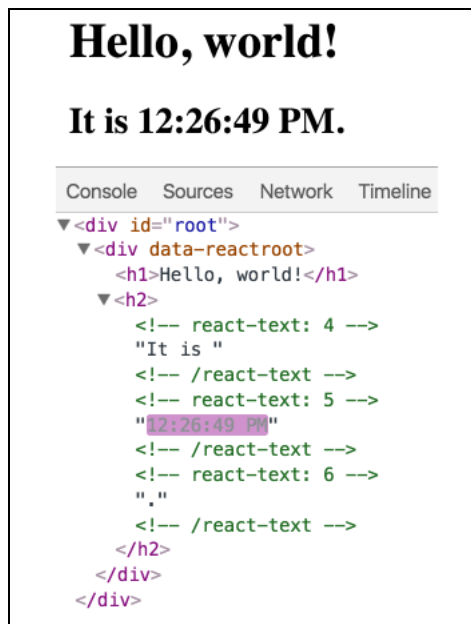 Hello, world!
It is 12:26:49 PM.
Console Sources Network Timeline
▼<div id="root">
▼<div data-reactroot>
<h1>Hello, world!</h1>
▼<h2>
<!-- react-text: 4 -->
"It is "
<!-- /react-text -->
<!-- react-text: 5 -->
"12:26:49 PM"
<!-- /react-text -->
<!-- react-text: 6 -->
"."
<!-- /react-text -->
</h2>
</div>
</div>